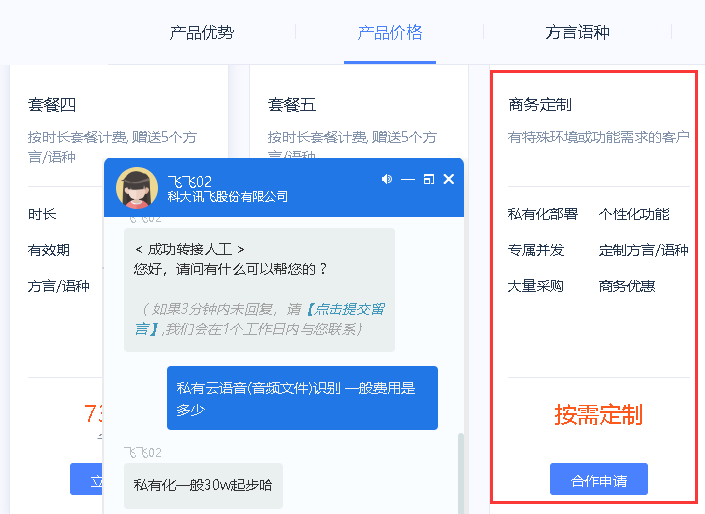 产品优势
产品价格
方言语种
套餐四
按时长套餐计费, 赠送5个方
言/语种
时长
有效期
方言/语种
套餐五
按时长套餐计费, 赠送5个方
言/语种
飞飞02
科大讯飞股份有限公司
飞飞02
< 成功转接人工 >
您好，请问有什么可以帮您的？
（如果3分钟内未回复，请【点击提交留
言】,我们会在1个工作日内与您联系）
私有云语音(音频文件)识别 一般费用是
多少
飞飞02
私有化一般30w起步哈
商务定制
有特殊环境或功能需求的客户
私有化部署 个性化功能
专属并发 定制方言/语种
大量采购 商务优惠
按需定制
合作申请